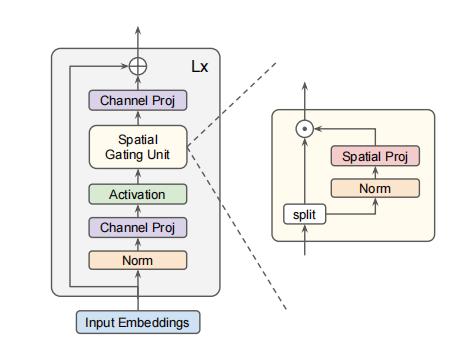 Lx
Channel Proj
Spatial
Gating Unit
Activation
Channel Proj
Norm
Input Embeddings
Spatial Proj
Norm
split